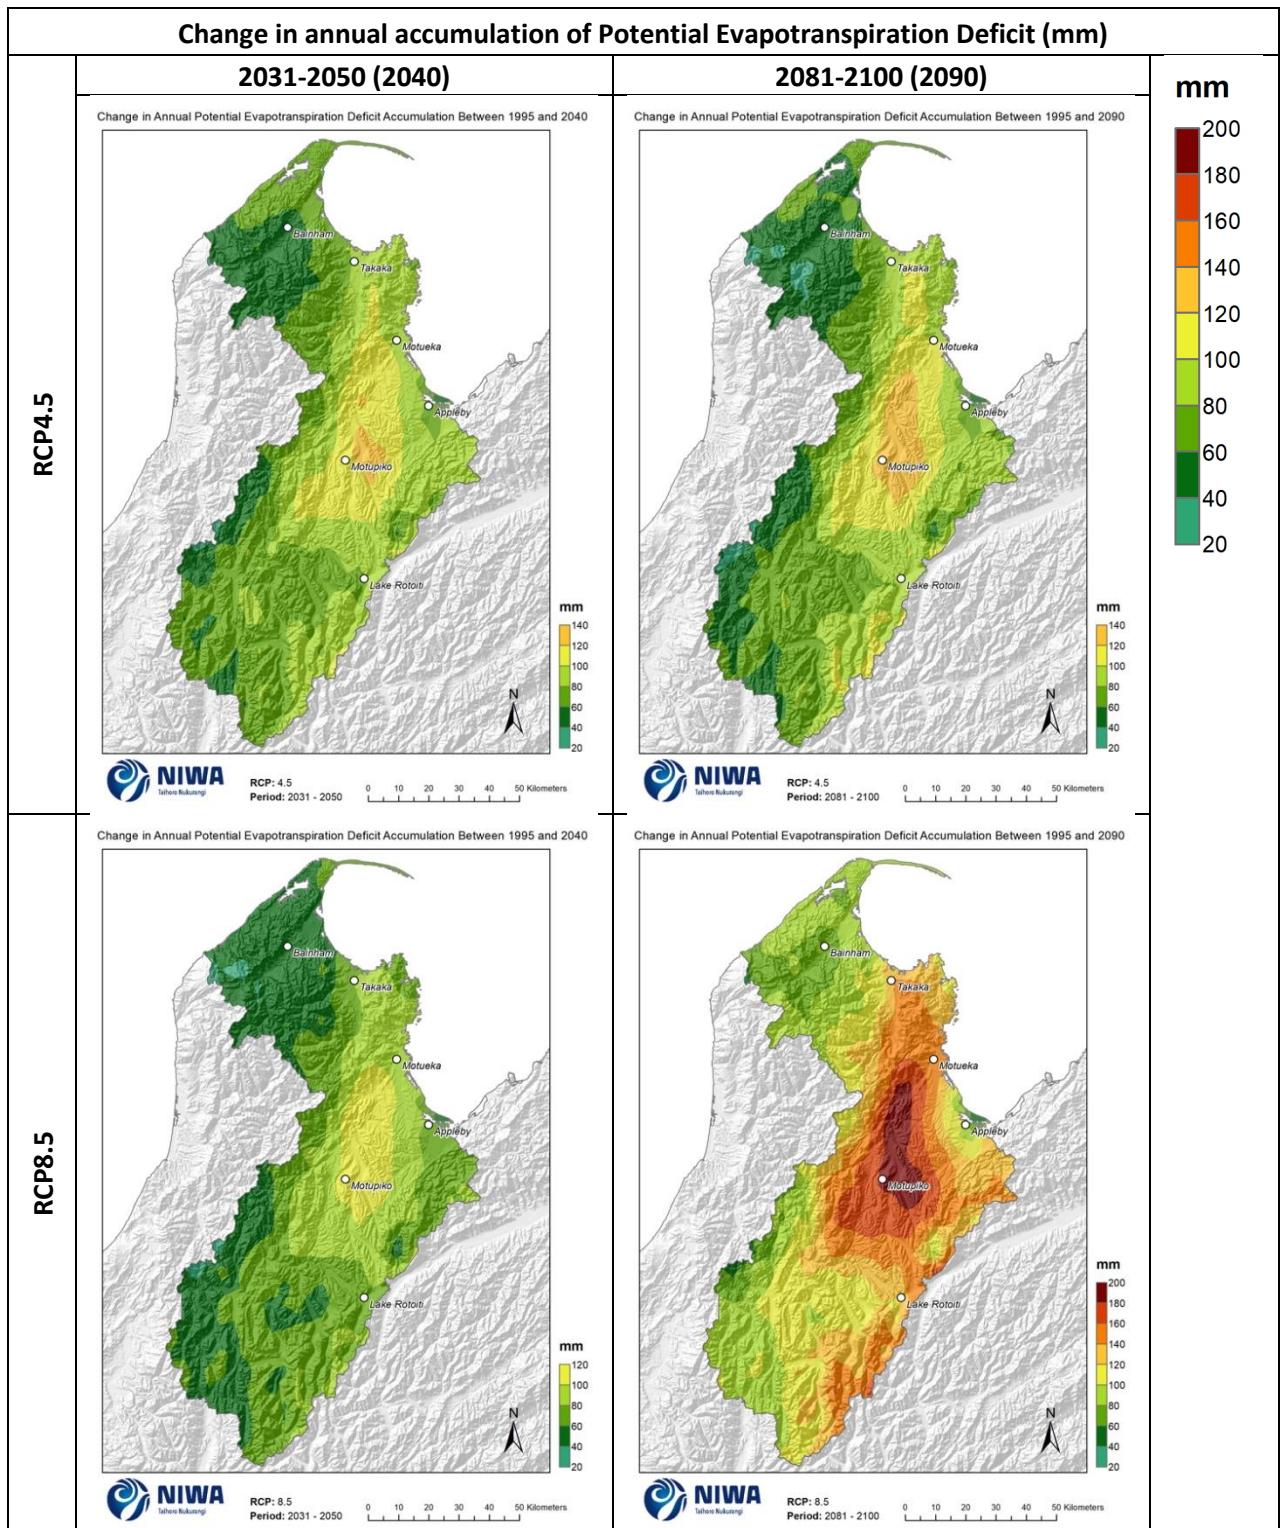 Change in annual accumulation of Potential Evapotranspiration Deficit (mm)
2031-2050 (2040)
2081-2100 (2090)
mm
200
180
160
140
120
100
80
60
40
20
RCP4.5
Change in Annual Potential Evapotranspiration Deficit Accumulation Between 1995 and 2040
Bainham
Takaka
Motueka
Appleby
Motupiko
Lake Rotoiti
mm
140
120
100
80
60
40
20
N
NIWA
Taihoro Nukurangi
RCP: 4.5
Period: 2031 - 2050
0 10 20 30 40 50 Kilometers
Change in Annual Potential Evapotranspiration Deficit Accumulation Between 1995 and 2090
Bainham
Takaka
Motueka
Appleby
Motupiko
Lake Rotoiti
mm
140
120
100
80
60
40
20
N
NIWA
Taihoro Nukurangi
RCP: 4.5
Period: 2081 - 2100
0 10 20 30 40 50 Kilometers
RCP8.5
Change in Annual Potential Evapotranspiration Deficit Accumulation Between 1995 and 2040
Bainham
Takaka
Motueka
Appleby
Motupiko
Lake Rotoiti
mm
120
100
80
60
40
20
N
NIWA
Taihoro Nukurangi
RCP: 8.5
Period: 2031 - 2050
0 10 20 30 40 50 Kilometers
Change in Annual Potential Evapotranspiration Deficit Accumulation Between 1995 and 2090
Bainham
Takaka
Motueka
Appleby
Motupiko
Lake Rotoiti
mm
200
180
160
140
120
100
80
60
40
20
N
NIWA
Taihoro Nukurangi
RCP: 8.5
Period: 2081 - 2100
0 10 20 30 40 50 Kilometers